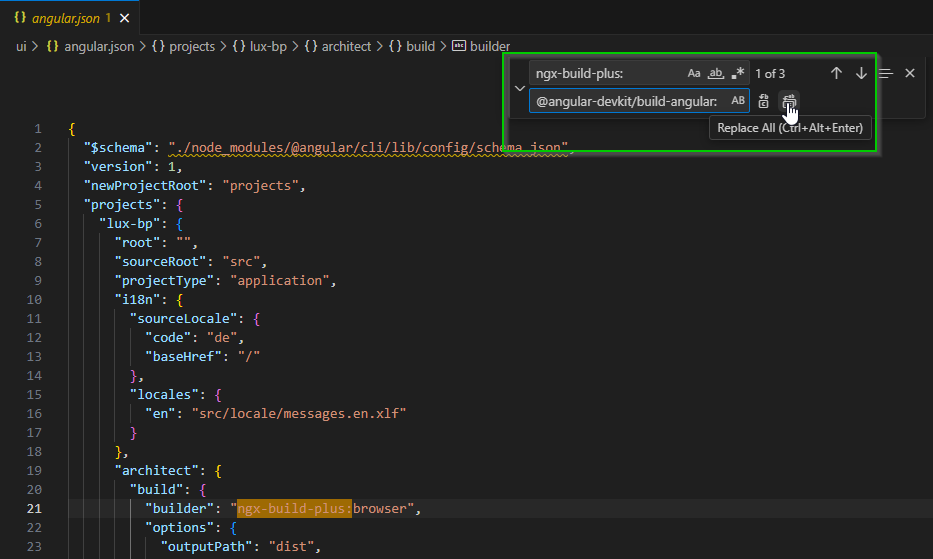 {} angular.json 1 ×
ui > {} angular.json > {} projects > {} lux-bp > {} architect > {} build > abc builder
ngx-build-plus: Aa ab .* 1 of 3
@angular-devkit/build-angular: AB
Replace All (Ctrl+Alt+Enter)
1 {
2 "$schema": "./node_modules/@angular/cli/lib/config/schema.json",
3 "version": 1,
4 "newProjectRoot": "projects",
5 "projects": {
6 "lux-bp": {
7 "root": "",
8 "sourceRoot": "src",
9 "projectType": "application",
10 "i18n": {
11 "sourceLocale": {
12 "code": "de",
13 "baseHref": "/"
14 },
15 "locales": {
16 "en": "src/locale/messages.en.xlf"
17 }
18 },
19 "architect": {
20 "build": {
21 "builder": "ngx-build-plus:browser",
22 "options": {
23 "outputPath": "dist",